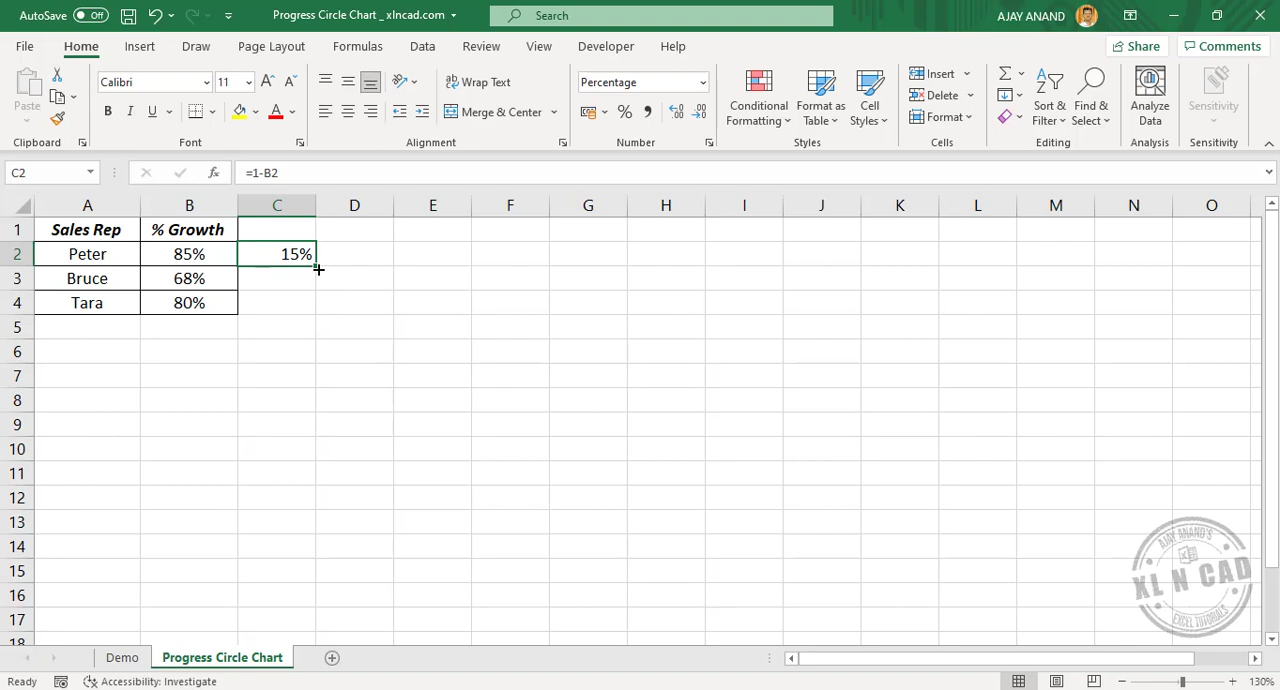 AutoSave Off Progress Circle Chart _ xlncad.com Search AJAY ANAND
File Home Insert Draw Page Layout Formulas Data Review View Developer Help Share Comments
Paste
Clipboard
Calibri 11
B I U A
Font
Wrap Text
Merge & Center
Alignment
Percentage
%
Number
Conditional Formatting
Format as Table
Cell Styles
Styles
Insert
Delete
Format
Cells
Sort & Filter
Find & Select
Editing
Analyze Data
Analysis
Sensitivity
Sensitivity
C2 fx =1-B2
A B C D E F G H I J K L M N O
1 Sales Rep % Growth
2 Peter 85% 15%
3 Bruce 68%
4 Tara 80%
5
6
7
8
9
10
11
12
13
14
15
16
17
18
AJAY ANAND'S
XL N CAD
EXCEL TUTORIALS
Demo Progress Circle Chart
Ready Accessibility: Investigate 130%